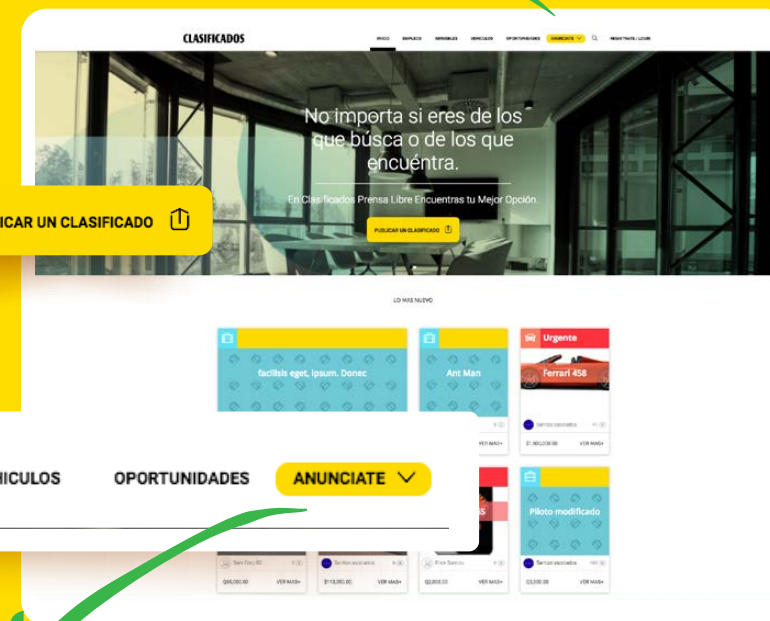 CLASIFICADOS
INICIO EMPLEOS INMUEBLES VEHICULOS OPORTUNIDADES ANUNCIATE REGISTRATE / LOGIN
No importa si eres de los
que búsca o de los que
encuéntra.
En Clasificados Prensa Libre Encuentras tu Mejor Opción.
PUBLICAR UN CLASIFICADO
ICAR UN CLASIFICADO
LO MAS NUEVO
facilisis eget, ipsum. Donec
Ant Man
Urgente
Ferrari 458
VER MAS+
VER MAS+
HICULOS OPORTUNIDADES ANUNCIATE
Piloto modificado
VER MAS+
VER MAS+
VER MAS+
VER MAS+